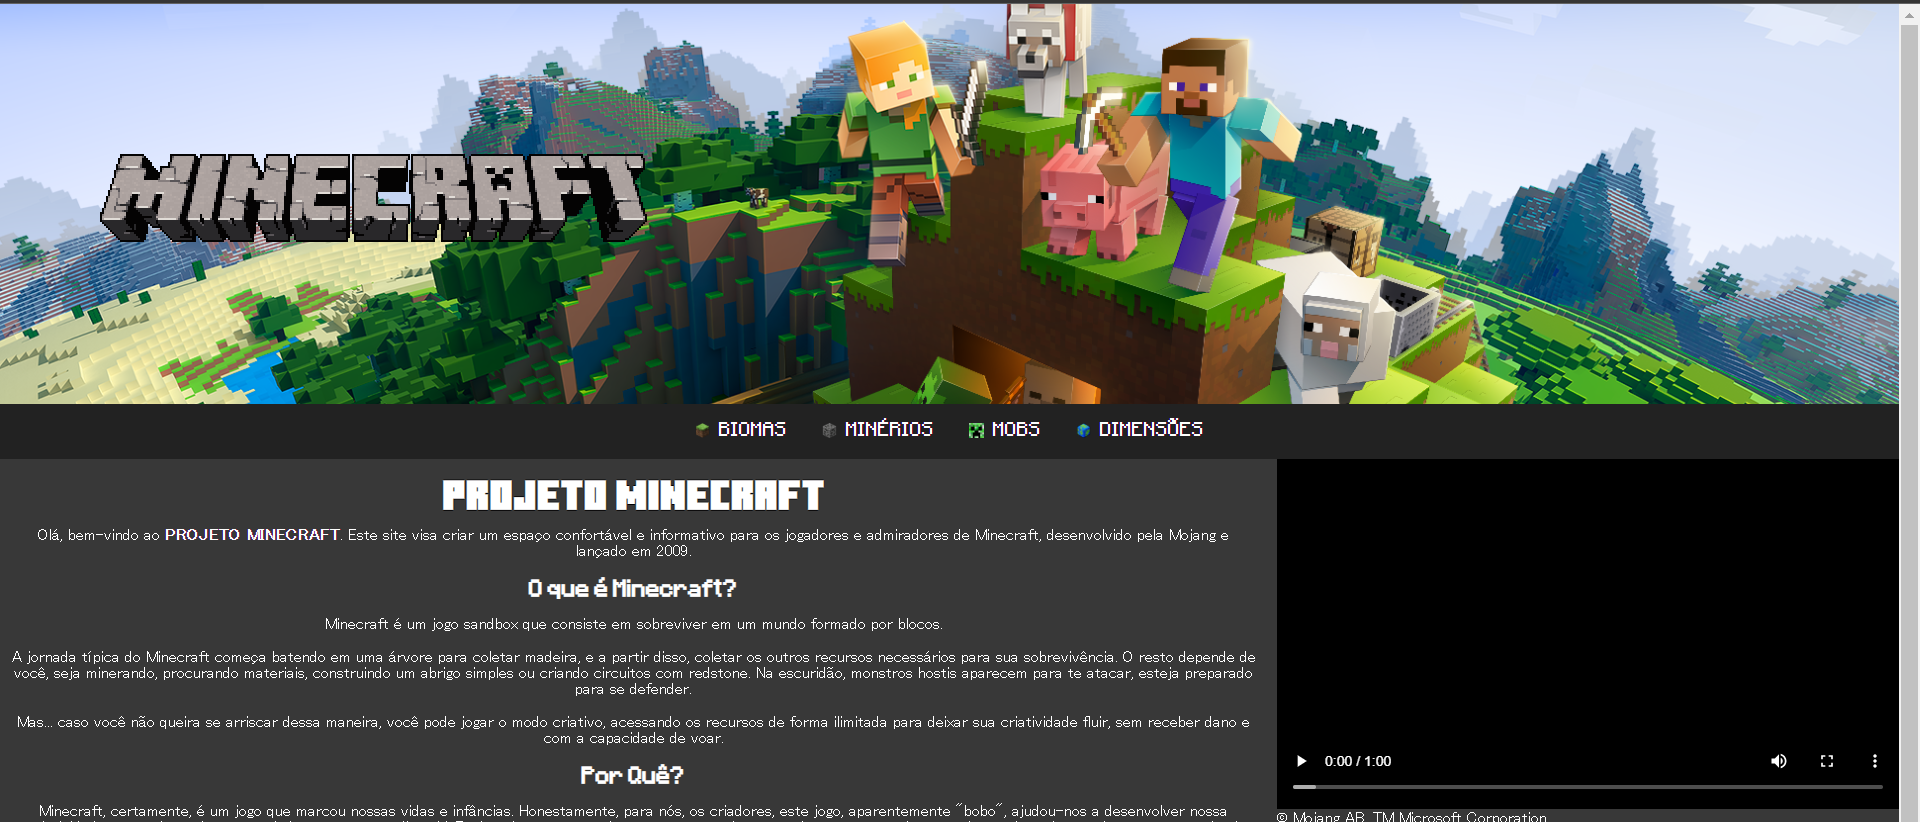 MINECRAFT
BIOMAS MINÉRIOS MOBS DIMENSÕES
PROJETO MINECRAFT
Olá, bem-vindo ao PROJETO MINECRAFT. Este site visa criar um espaço confortável e informativo para os jogadores e admiradores de Minecraft, desenvolvido pela Mojang e
lançado em 2009.
O que é Minecraft?
Minecraft é um jogo sandbox que consiste em sobreviver em um mundo formado por blocos.
A jornada típica do Minecraft começa batendo em uma árvore para coletar madeira, e a partir disso, coletar os outros recursos necessários para sua sobrevivência. O resto depende de
você, seja minerando, procurando materiais, construindo um abrigo simples ou criando circuitos com redstone. Na escuridão, monstros hostis aparecem para te atacar, esteja preparado
para se defender.
Mas... caso você não queira se arriscar dessa maneira, você pode jogar o modo criativo, acessando os recursos de forma ilimitada para deixar sua criatividade fluir, sem receber dano e
com a capacidade de voar.
Por Quê?
Minecraft, certamente, é um jogo que marcou nossas vidas e infâncias. Honestamente, para nós, os criadores, este jogo, aparentemente "bobo", ajudou-nos a desenvolver nossa
0:00 / 1:00
© Mojang AB. TM Microsoft Corporation